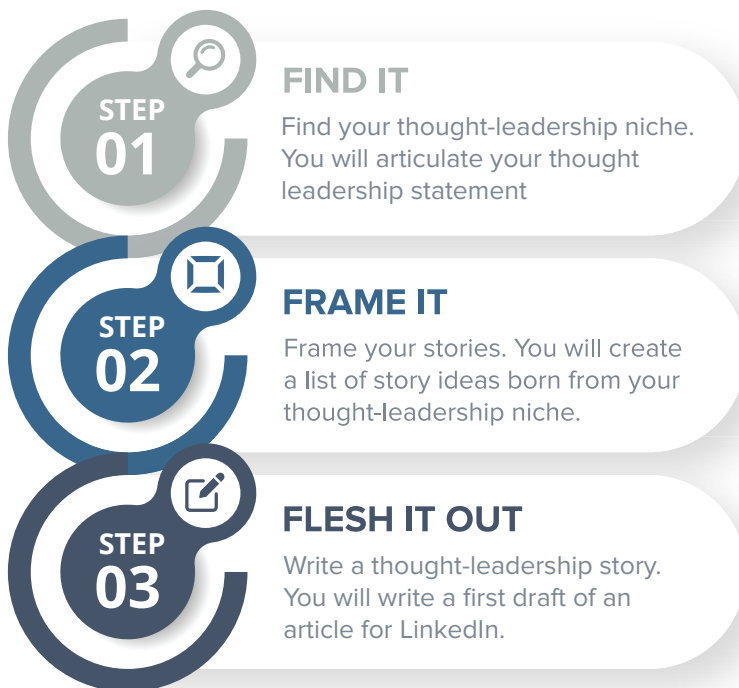 STEP
01
FIND IT
Find your thought-leadership niche.
You will articulate your thought
leadership statement
STEP
02
FRAME IT
Frame your stories. You will create
a list of story ideas born from your
thought-leadership niche.
STEP
03
FLESH IT OUT
Write a thought-leadership story.
You will write a first draft of an
article for LinkedIn.